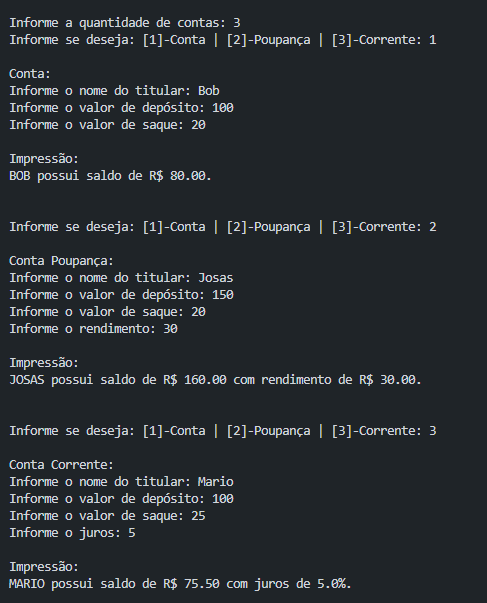 Informe a quantidade de contas: 3
Informe se deseja: [1]-Conta | [2]-Poupança | [3]-Corrente: 1
Conta:
Informe o nome do titular: Bob
Informe o valor de depósito: 100
Informe o valor de saque: 20
Impressão:
BOB possui saldo de R$ 80.00.
Informe se deseja: [1]-Conta | [2]-Poupança | [3]-Corrente: 2
Conta Poupança:
Informe o nome do titular: Josas
Informe o valor de depósito: 150
Informe o valor de saque: 20
Informe o rendimento: 30
Impressão:
JOSAS possui saldo de R$ 160.00 com rendimento de R$ 30.00.
Informe se deseja: [1]-Conta | [2]-Poupança | [3]-Corrente: 3
Conta Corrente:
Informe o nome do titular: Mario
Informe o valor de depósito: 100
Informe o valor de saque: 25
Informe o juros: 5
Impressão:
MARIO possui saldo de R$ 75.50 com juros de 5.0%.